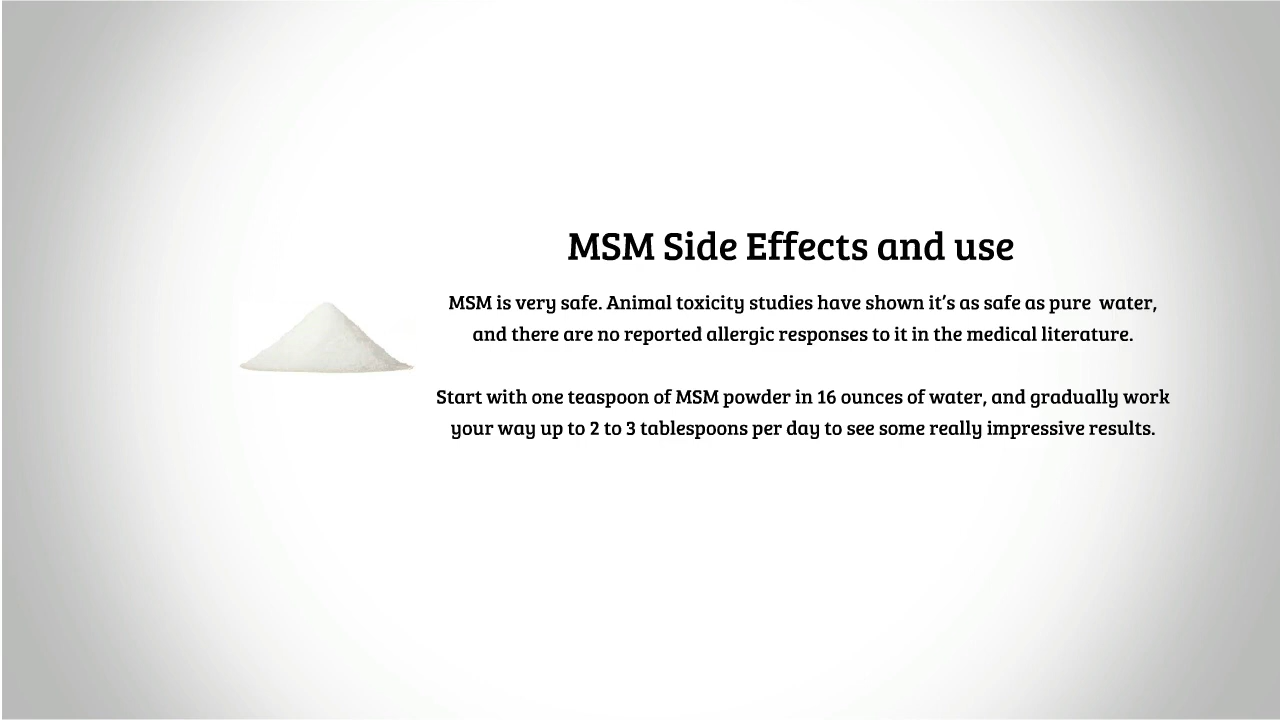 MSM Side Effects and use
MSM is very safe. Animal toxicity studies have shown it's as safe as pure  water,
and there are no reported allergic responses to it in the medical literature.
Start with one teaspoon of MSM powder in 16 ounces of water, and gradually work
your way up to 2 to 3 tablespoons per day to see some really impressive results.